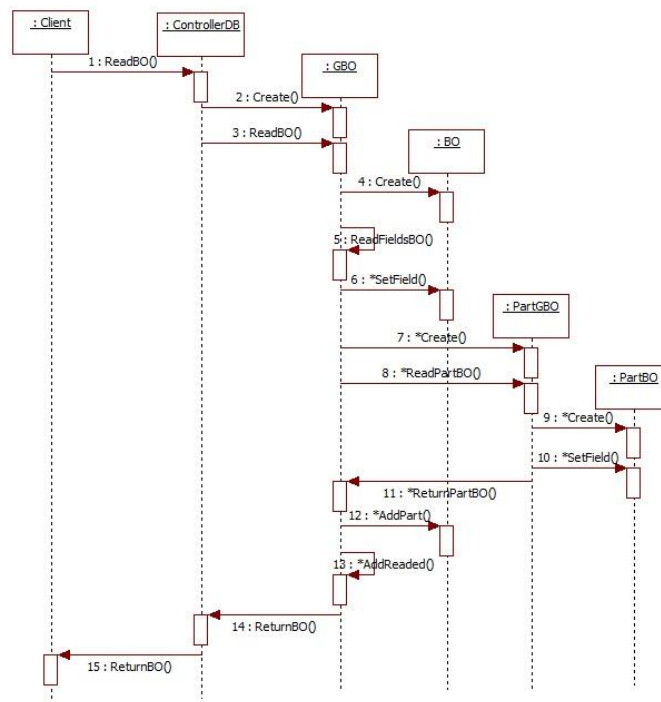 : Client
: ControllerDB
: GBO
1 : ReadBO()
2 : Create()
3 : ReadBO()
: BO
4 : Create()
5 : ReadFieldsBO()
6 : *SetField()
: PartGBO
7 : *Create()
8 : *ReadPartBO()
: PartBO
9 : *Create()
10 : *SetField()
11 : *ReturnPartBO()
12 : *AddPart()
13 : *AddReaded()
14 : ReturnBO()
15 : ReturnBO()